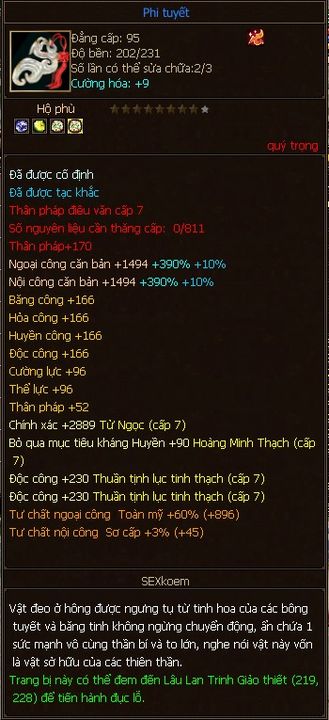 Phi tuyết
Đẳng cấp: 95
Độ bền: 202/231
Số lần có thể sửa chữa:2/3
Cường hóa: +9
Hộ phù
quý trọng
Đã được cố định
Đã được tạc khắc
Thân pháp điêu văn cấp 7
Số nguyên liệu cần thăng cấp: 0/811
Thân pháp+170
Ngoại công căn bản +1494 +390% +10%
Nội công căn bản +1494 +390% +10%
Băng công +166
Hỏa công +166
Huyền công +166
Độc công +166
Cường lực +96
Thể lực +96
Thân pháp +52
Chính xác +2889 Tử Ngọc (cấp 7)
Bỏ qua mục tiêu kháng Huyền +90 Hoàng Minh Thạch (cấp
7)
Độc công +230 Thuần tịnh lục tinh thạch (cấp 7)
Độc công +230 Thuần tịnh lục tinh thạch (cấp 7)
Tư chất ngoại công Toàn mỹ +60% (+896)
Tư chất nội công Sơ cấp +3% (+45)
SEXkoem
Vật đeo ở hông được ngưng tụ từ tinh hoa của các bông
tuyết và băng tinh không ngừng chuyển động, ẩn chứa 1
sức mạnh vô cùng thần bí và to lớn, nghe nói vật này vốn
là vật sở hữu của các thiên thần.
Trang bị này có thể đem đến Lâu Lan Trinh Giảo thiết (219,
228) để tiến hành đục lỗ.